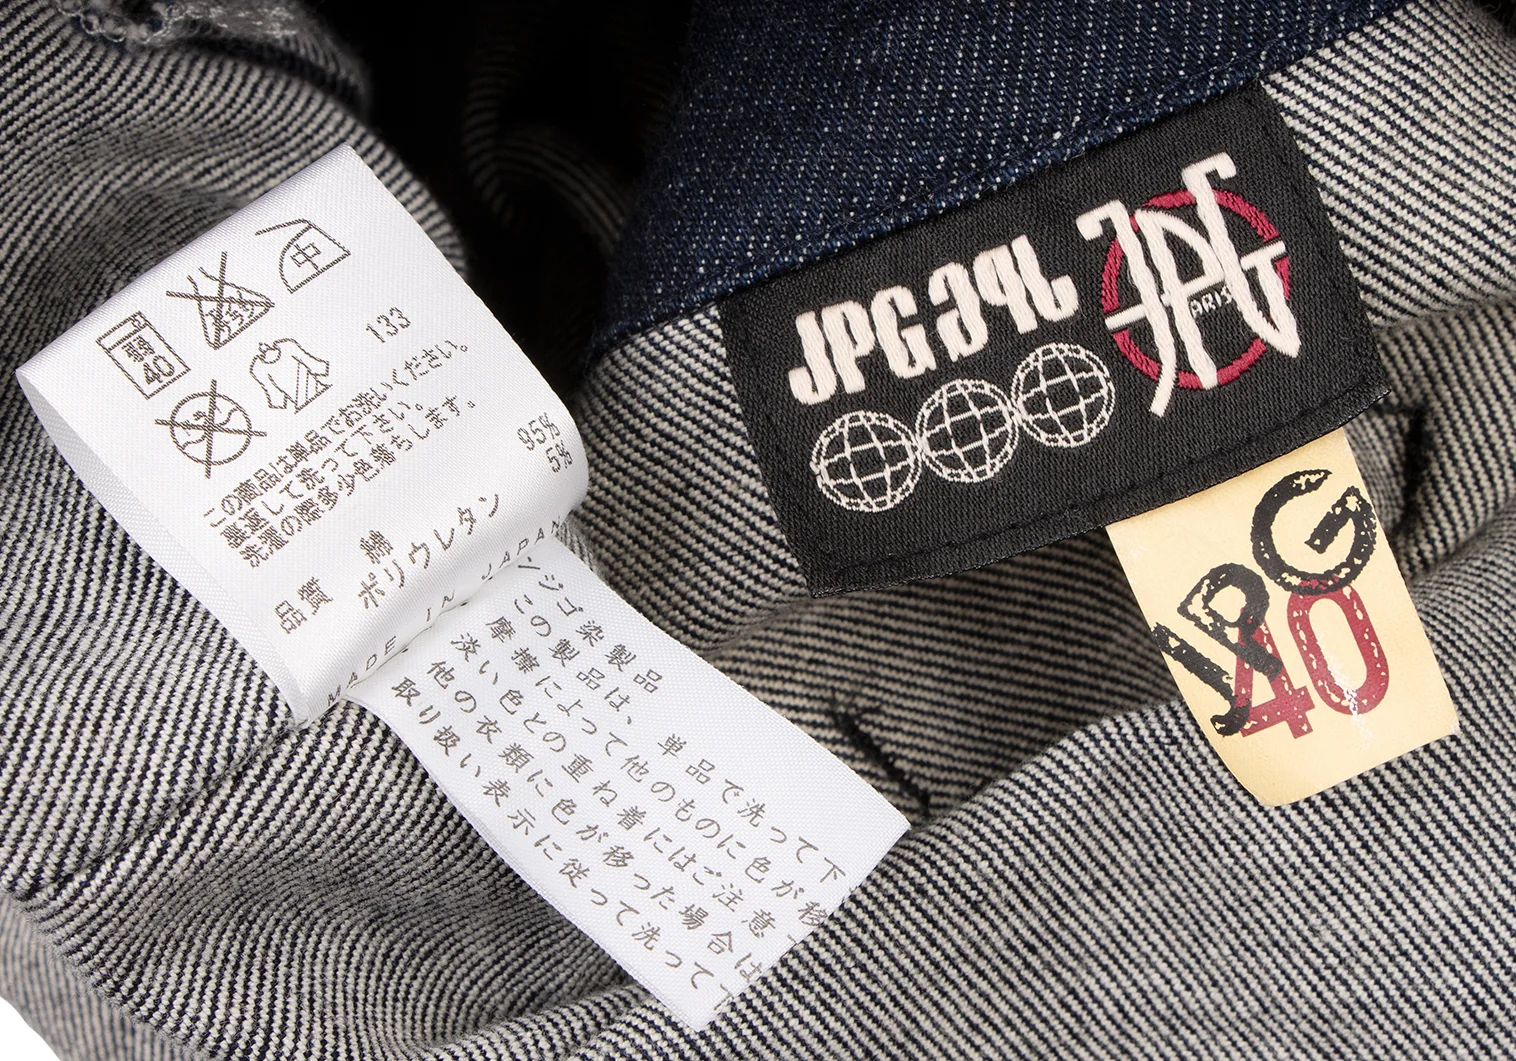 中
弱
40
133
この商品は単品でお洗いください。
裏返して洗って下さい。
洗濯の際多少色落ちします。
品質 綿 95%
ポリウレタン 5%
MADE IN JAPAN
ンジゴ染製品
この製品は、単品で洗って下
摩擦によって他のものに色が移
淡い色との重ね着にはご注意下
他の衣類に色が移った場合は
取り扱い表示に従って洗って下
JPG JPG
JPG
PARIS
JPG
40